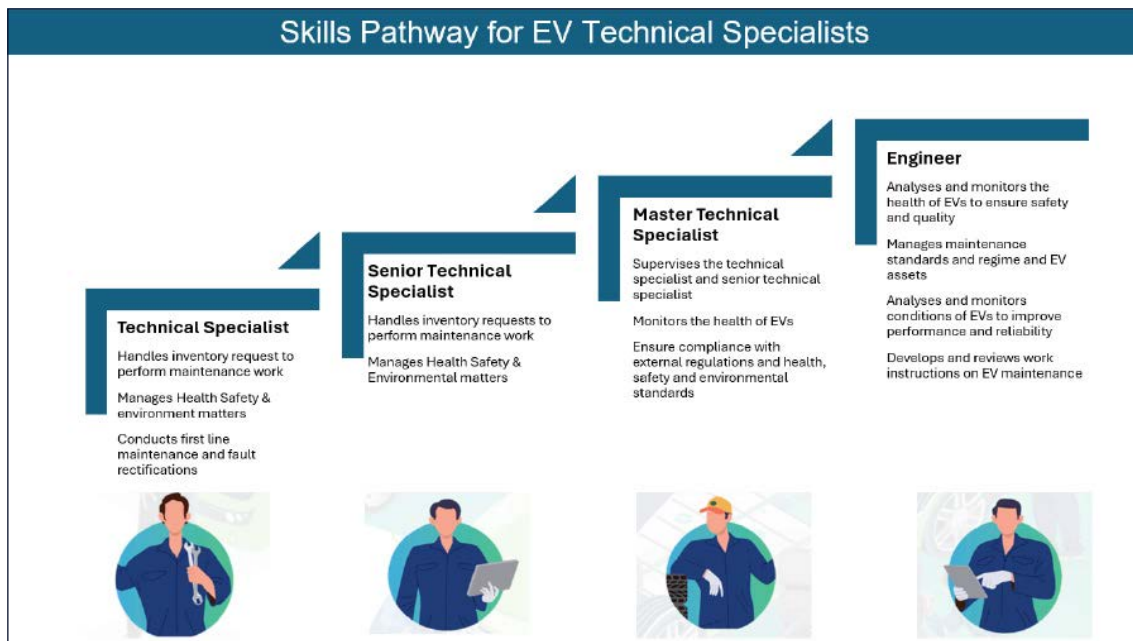 Skills Pathway for EV Technical Specialists
Technical Specialist
Handles inventory request to
perform maintenance work
Manages Health Safety &
environment matters
Conducts first line
maintenance and fault
rectifications
Senior Technical
Specialist
Handles inventory requests to
perform maintenance work
Manages Health Safety &
Environmental matters
Master Technical
Specialist
Supervises the technical
specialist and senior technical
specialist
Monitors the health of EVs
Ensure compliance with
external regulations and health,
safety and environmental
standards
Engineer
Analyses and monitors the
health of EVs to ensure safety
and quality
Manages maintenance
standards and regime and EV
assets
Analyses and monitors
conditions of EVs to improve
performance and reliability
Develops and reviews work
instructions on EV maintenance